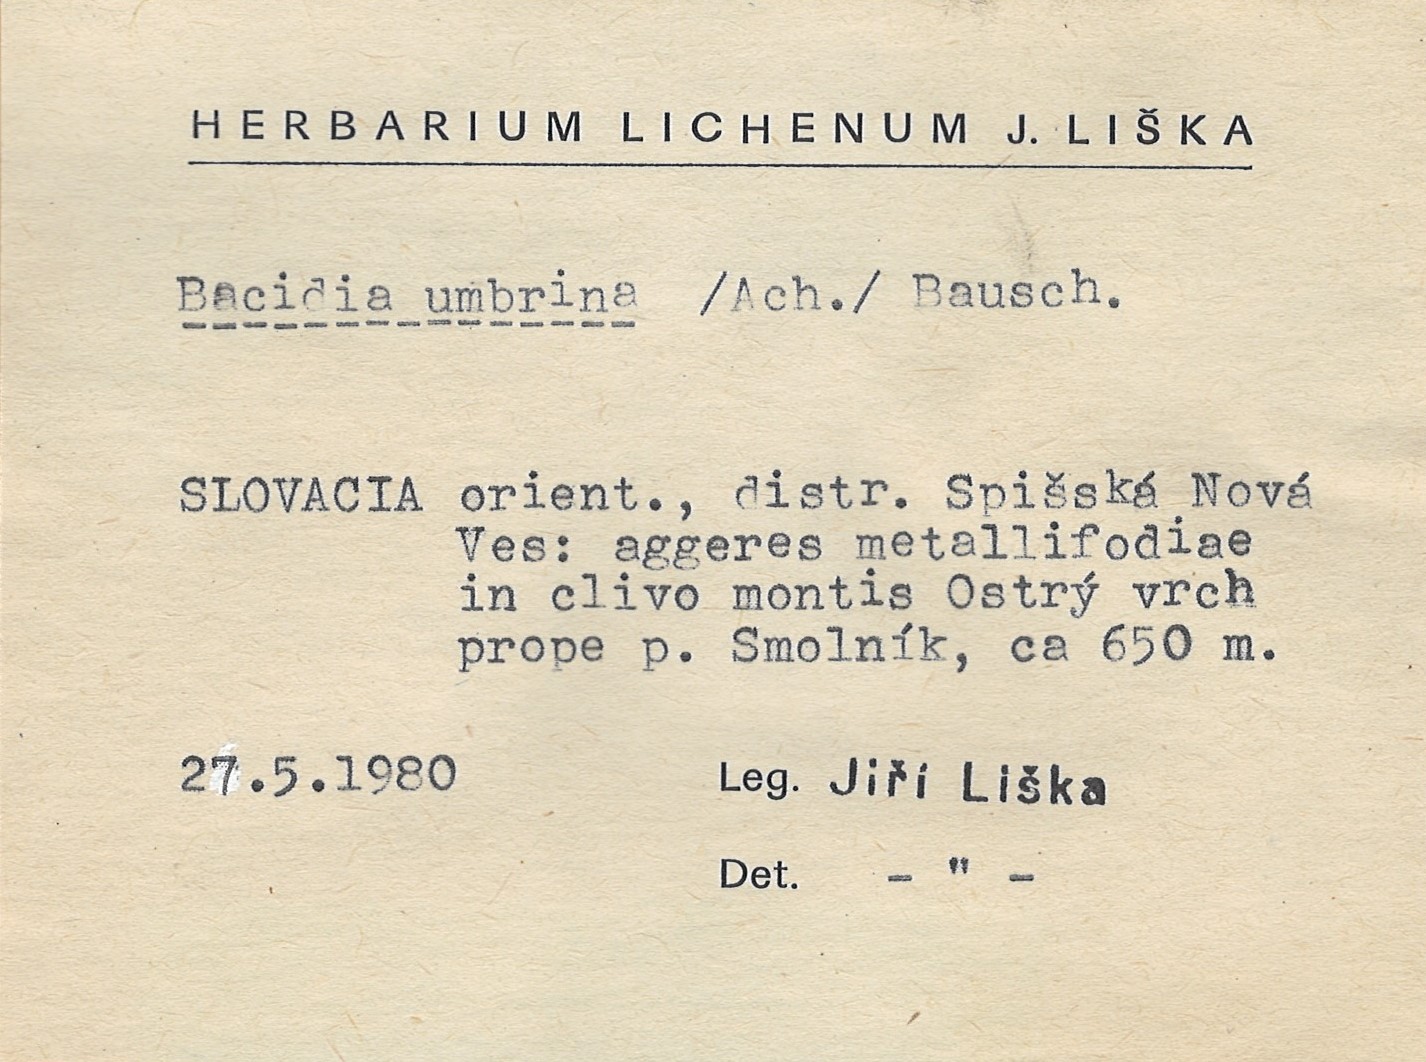 HERBARIUM LICHENUM J. LIŠKA
Bacidia umbrina /Ach./ Bausch.
SLOVACIA orient., distr. Spišská Nová
Ves: aggeres metallifodiae
in clivo montis Ostrý vrch
prope p. Smolník, ca 650 m.
27.5.1980 Leg. Jiří Liška
Det. - " -